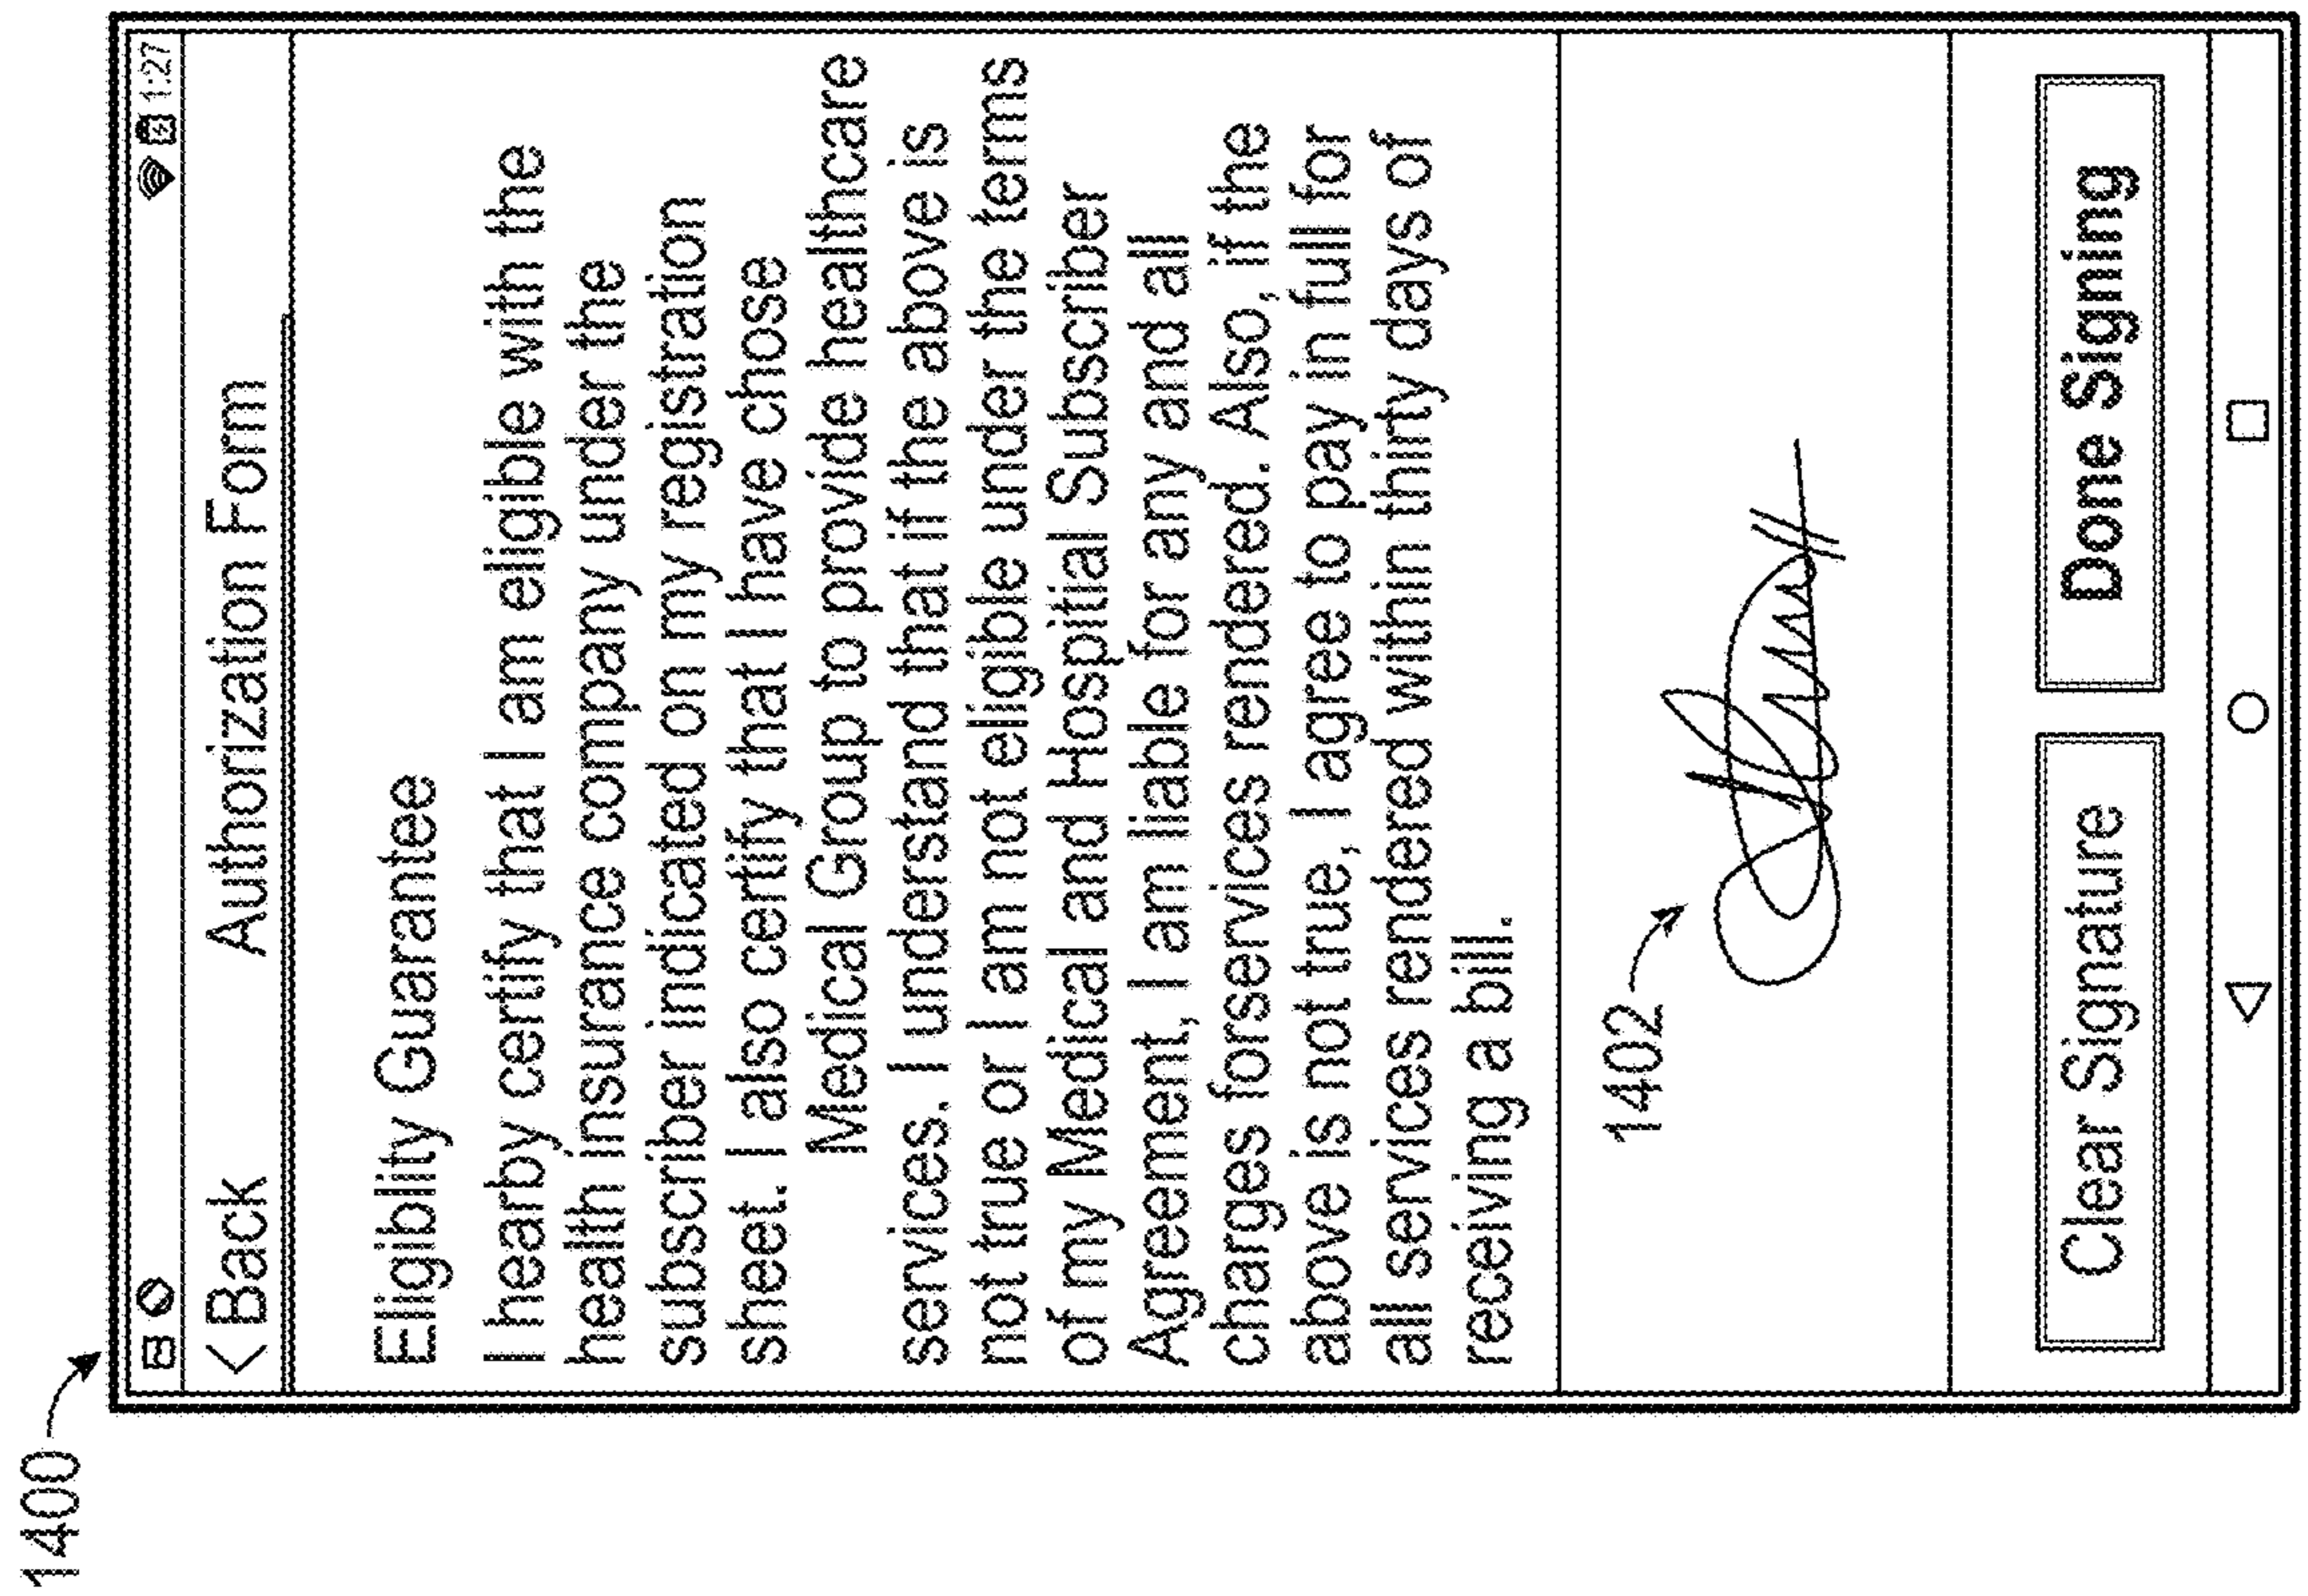 1400
1:27
< Back Authorization Form
Eligiblity Guarantee
I hearby certify that I am eligible with the
health insurance company under the
subscriber indicated on my registration
sheet. I also certify that I have chose
Medical Group to provide healthcare
services. I understand that if the above is
not true or I am not eligible under the terms
of my Medical and Hospitial Subscriber
Agreement, I am liable for any and all
charges forservices rendered. Also, if the
above is not true, I agree to pay in full for
all services rendered within thirty days of
receiving a bill.
1402
Clear Signature Done Signing